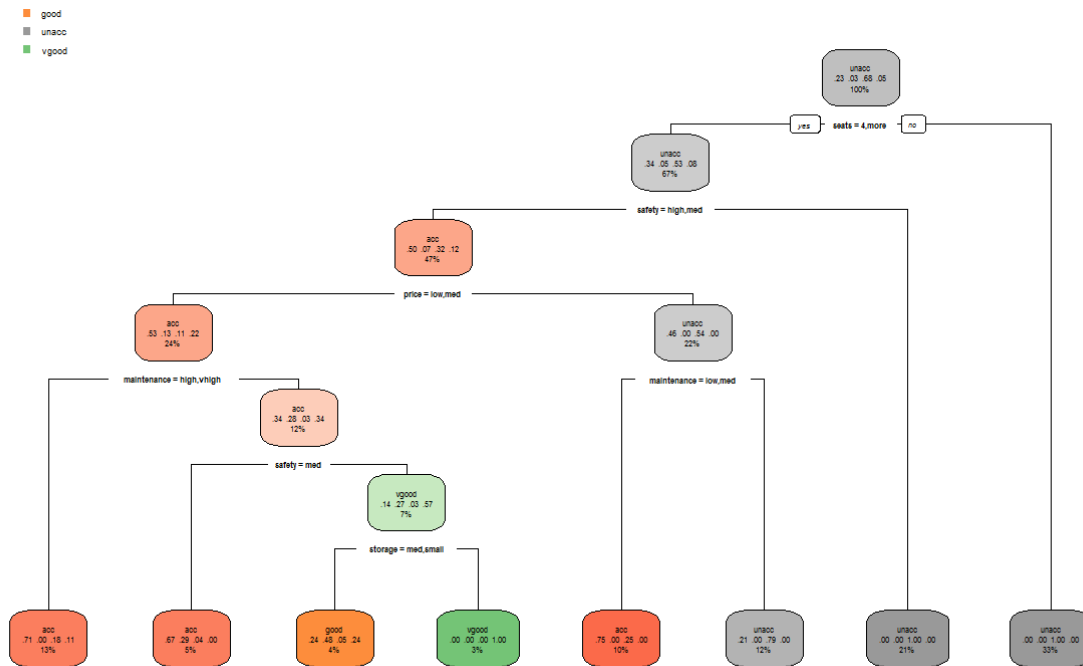 good
unacc
vgood
unacc
.23 .03 .68 .05
100%
yes seats = 4,more no
unacc
.34 .05 .53 .08
67%
safety = high,med
acc
.50 .07 .32 .12
47%
price = low,med
acc
.53 .13 .11 .22
24%
unacc
.46 .00 .54 .00
22%
maintenance = high,vhigh
maintenance = low,med
acc
.34 .28 .03 .34
12%
safety = med
vgood
.14 .27 .03 .57
7%
storage = med,small
acc
.71 .00 .18 .11
13%
acc
.67 .29 .04 .00
5%
good
.24 .48 .05 .24
4%
vgood
.00 .00 .00 1.00
3%
acc
.75 .00 .25 .00
10%
unacc
.21 .00 .79 .00
12%
unacc
.00 .00 1.00 .00
21%
unacc
.00 .00 1.00 .00
33%